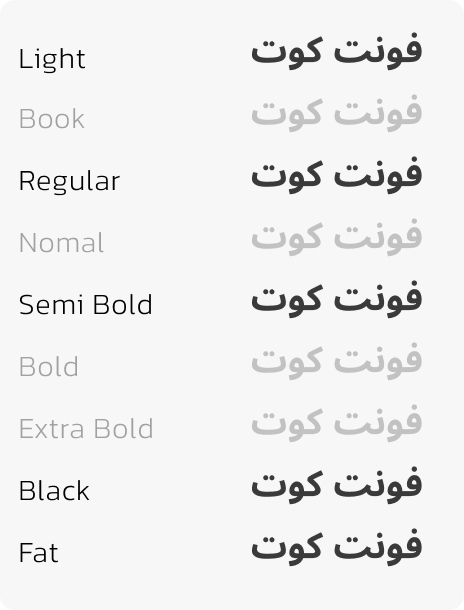 Light فونت کوت
Book فونت کوت
Regular فونت کوت
Nomal فونت کوت
Semi Bold فونت کوت
Bold فونت کوت
Extra Bold فونت کوت
Black فونت کوت
Fat فونت کوت